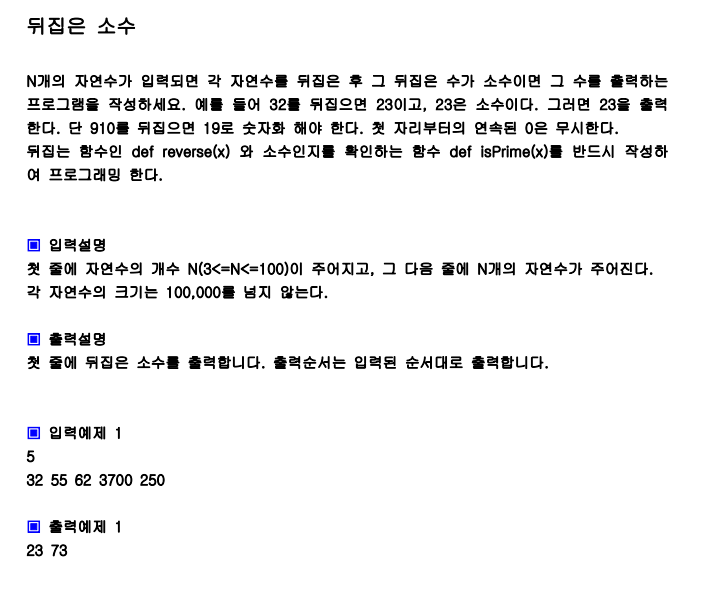 뒤집은 소수
N개의 자연수가 입력되면 각 자연수를 뒤집은 후 그 뒤집은 수가 소수이면 그 수를 출력하는
프로그램을 작성하세요. 예를 들어 32를 뒤집으면 23이고, 23은 소수이다. 그러면 23을 출력
한다. 단 910를 뒤집으면 19로 숫자화 해야 한다. 첫 자리부터의 연속된 0은 무시한다.
뒤집는 함수인 def reverse(x) 와 소수인지를 확인하는 함수 def isPrime(x)를 반드시 작성하
여 프로그래밍 한다.
▣ 입력설명
첫 줄에 자연수의 개수 N(3<=N<=100)이 주어지고, 그 다음 줄에 N개의 자연수가 주어진다.
각 자연수의 크기는 100,000를 넘지 않는다.
▣ 출력설명
첫 줄에 뒤집은 소수를 출력합니다. 출력순서는 입력된 순서대로 출력합니다.
▣ 입력예제 1
5
32 55 62 3700 250
▣ 출력예제 1
23 73